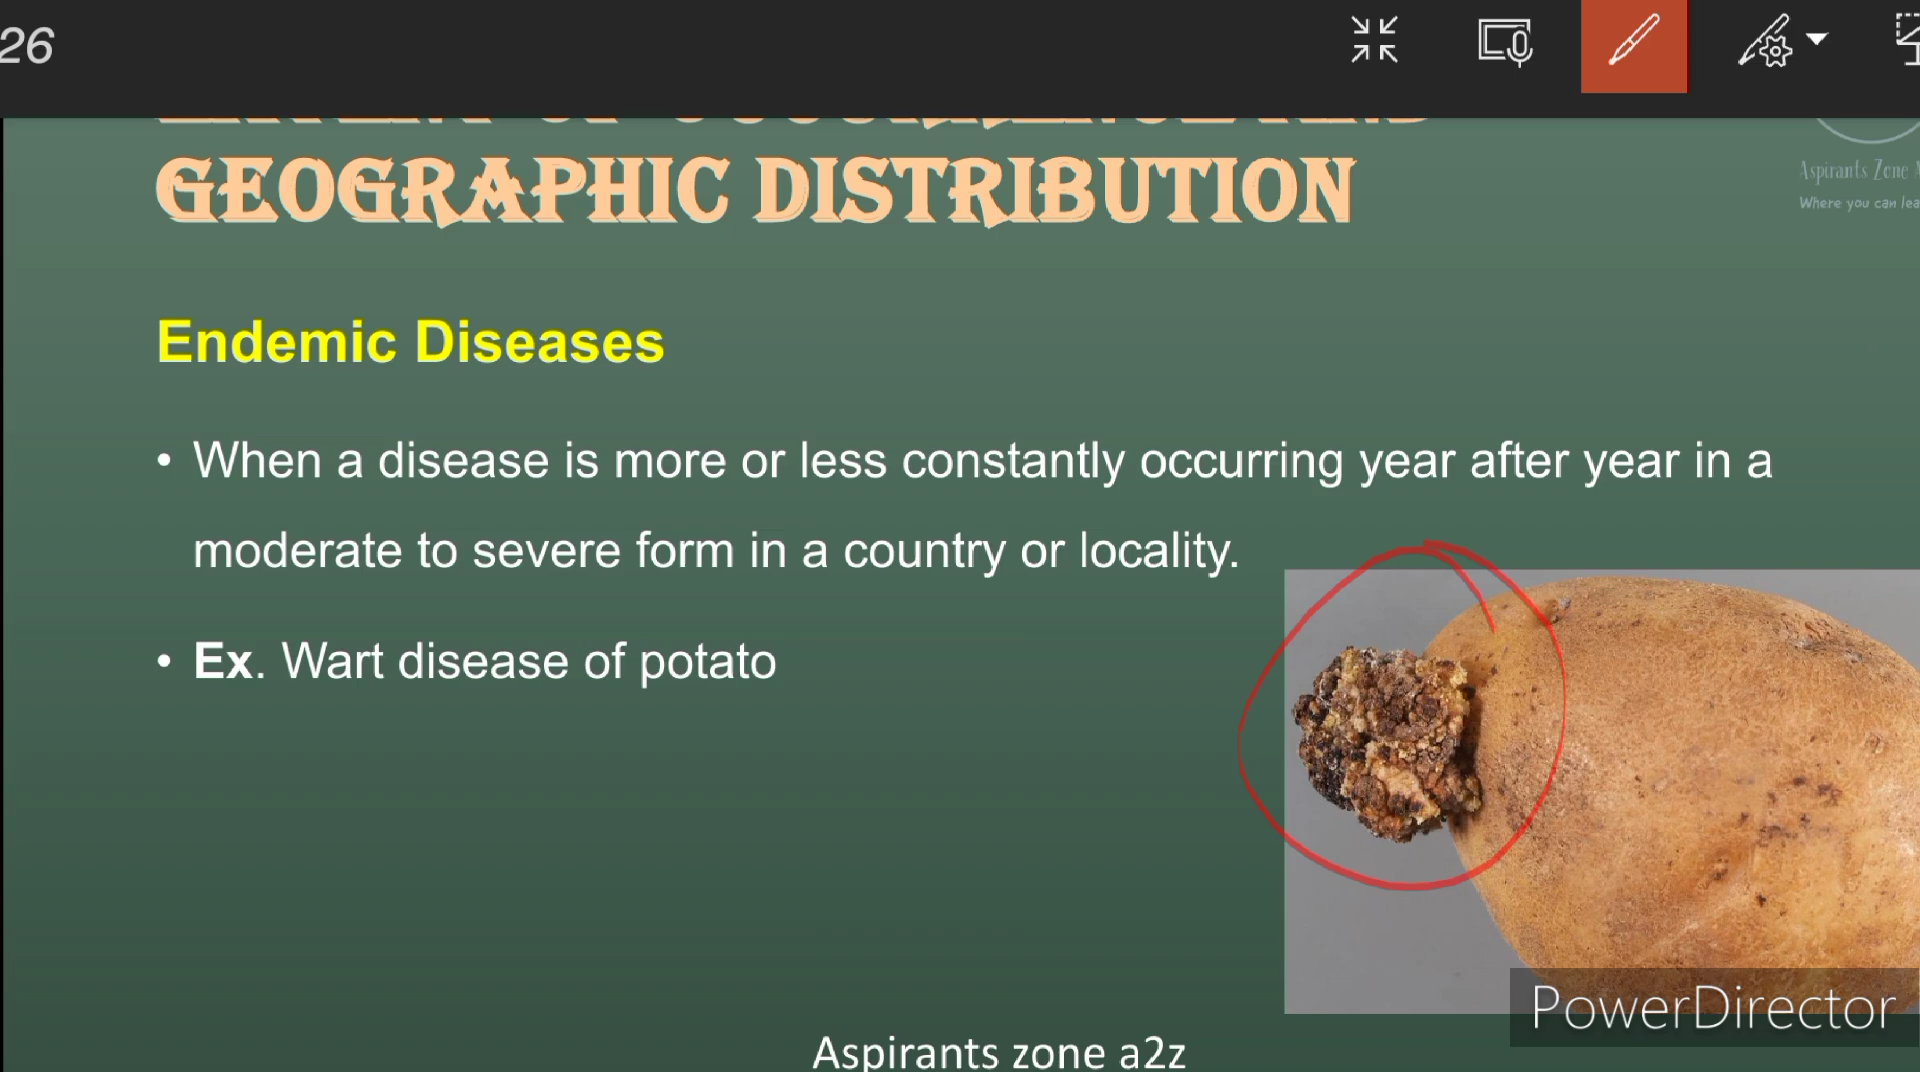 26
GEOGRAPHIC DISTRIBUTION
Aspirants Zone
Where you can
Endemic Diseases
• When a disease is more or less constantly occurring year after year in a
moderate to severe form in a country or locality.
• Ex. Wart disease of potato
PowerDirector
Aspirants zone a2z